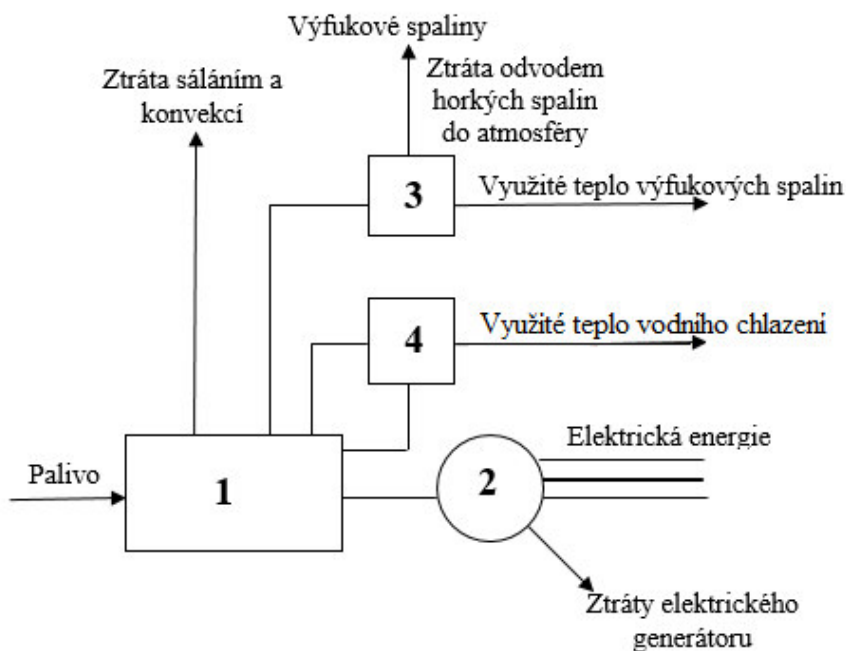 Výfukové spaliny
Ztráta sáláním a
konvekcí
Ztráta odvodem
horkých spalin
do atmosféry
3
Využité teplo výfukových spalin
4
Využité teplo vodního chlazení
Palivo
1
2
Elektrická energie
Ztráty elektrického
generátoru